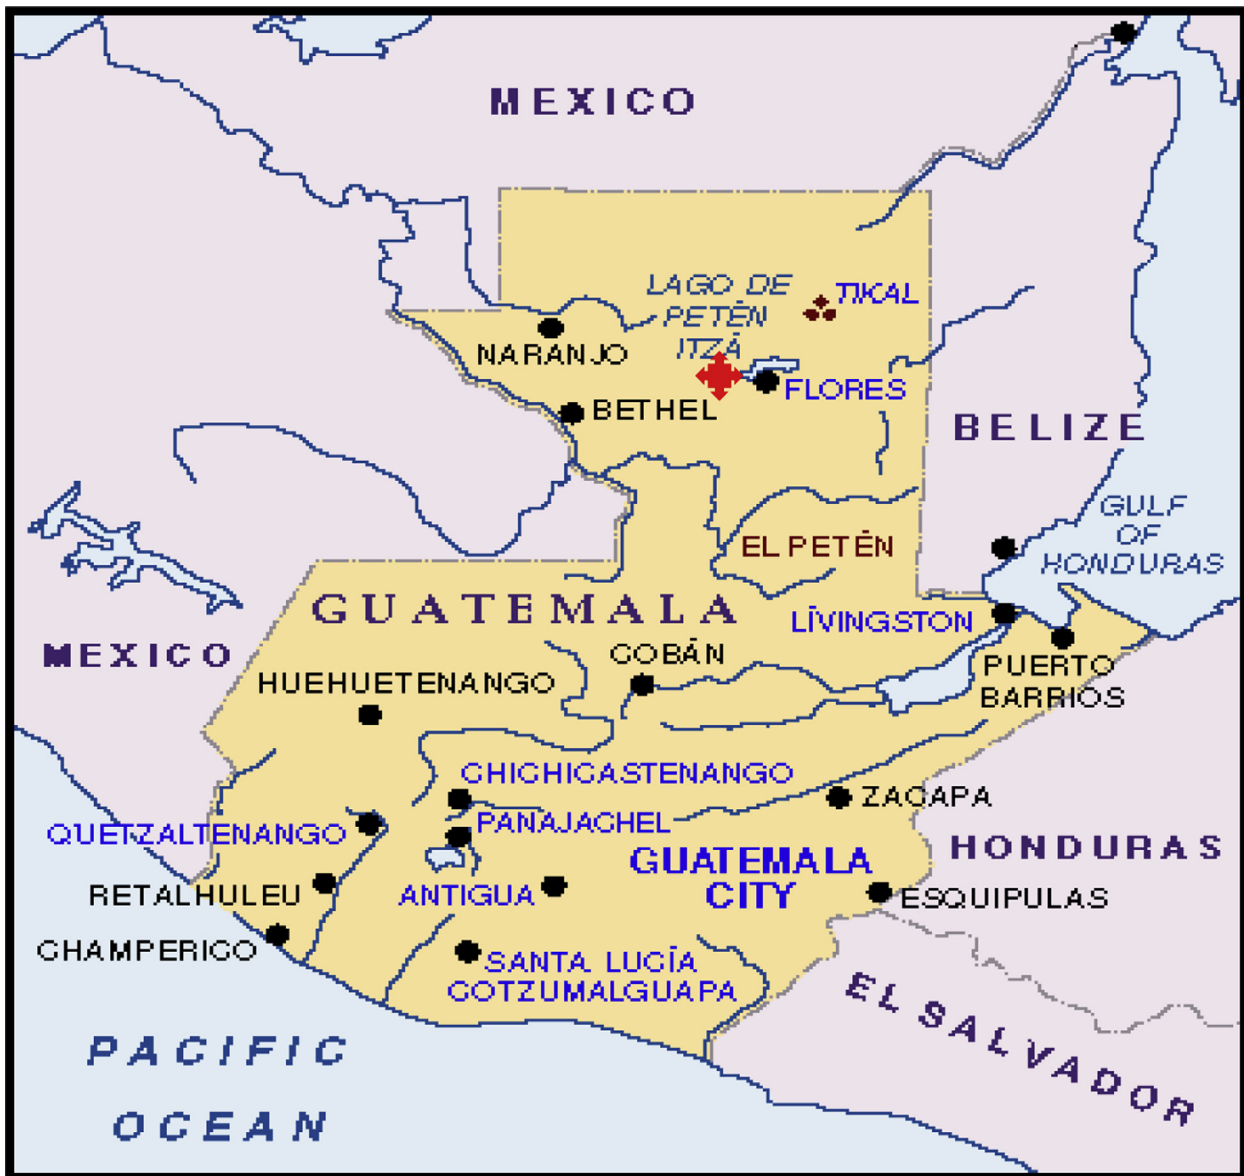 MEXICO
LAGO DE
PETÉN
ITZÁ
TIKAL
NARANJO
FLORES
BETHEL
BELIZE
GULF
OF
HONDURAS
EL PETÉN
GUATEMALA
LÍVINGSTON
MEXICO
COBÁN
PUERTO
BARRIOS
HUEHUETENANGO
CHICHICASTENANGO
ZACAPA
QUETZALTENANGO
PANAJACHEL
HONDURAS
GUATEMALA
CITY
RETALHULEU
ANTIGUA
ESQUIPULAS
CHAMPERICO
SANTA LUCÍA
COTZUMALGUAPA
EL SALVADOR
PACIFIC
OCEAN